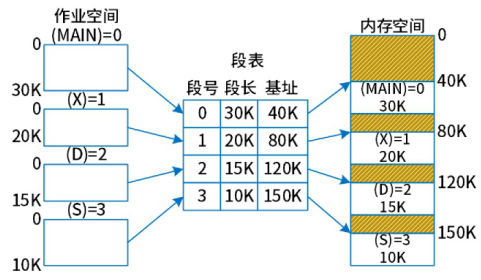 作业空间
(MAIN)=0
0
30K
(X)=1
0
20K
(D)=2
0
15K
(S)=3
0
10K
段表
段号 段长 基址
0 30K 40K
1 20K 80K
2 15K 120K
3 10K 150K
内存空间
0
40K
(MAIN)=0
30K
80K
(X)=1
20K
120K
(D)=2
15K
150K
(S)=3
10K